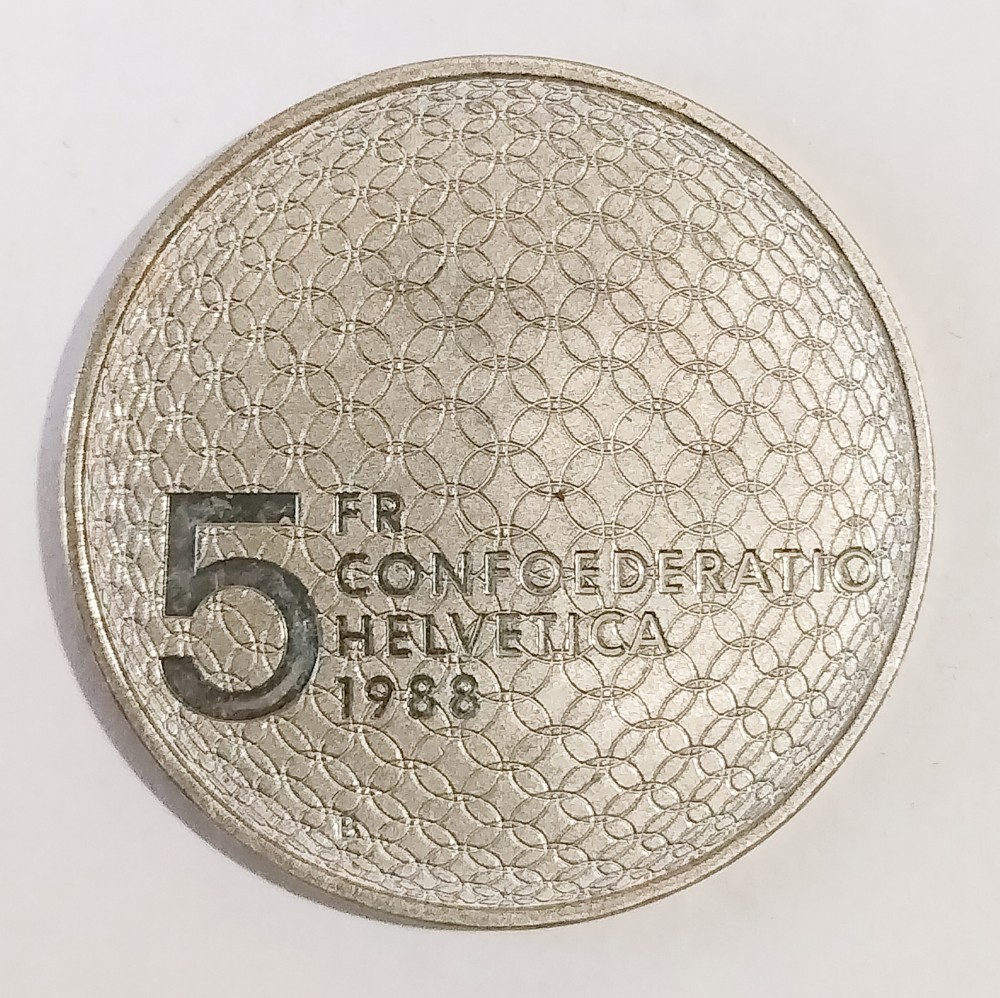 5
FR
CONFOEDERATIO
HELVETICA
1988
B